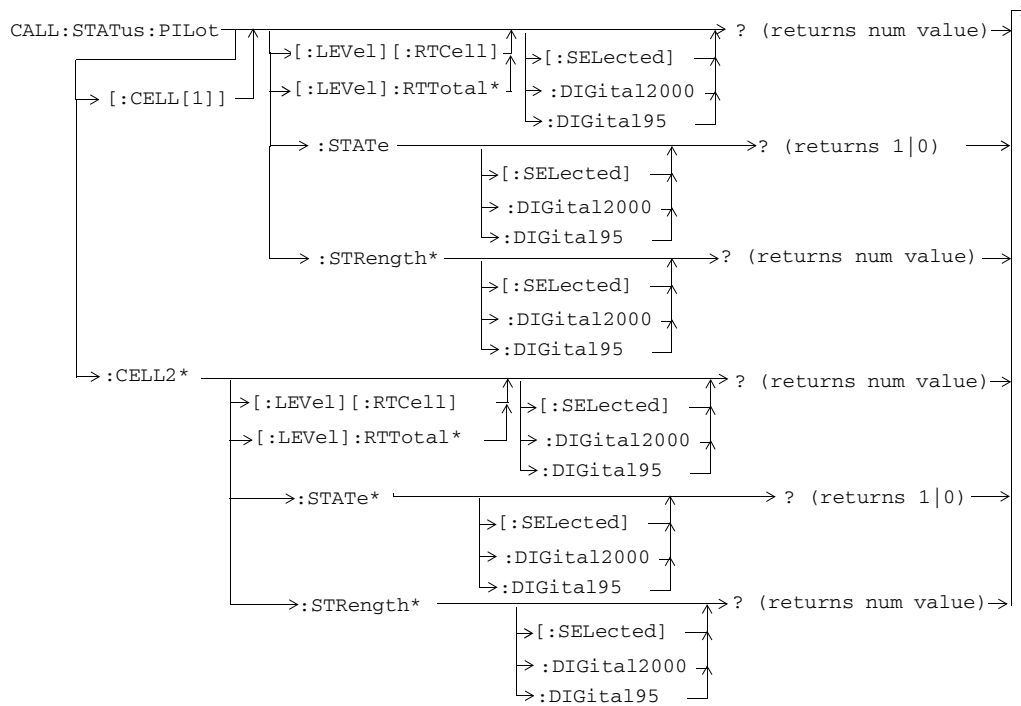 CALL:STATus:PILot ? (returns num value)
[:LEVel][:RTCell]
[:SELected]
[:LEVel]:RTTotal*
:DIGital2000
[:CELL[1]]
:DIGital95
:STATe ? (returns 1|0)
[:SELected]
:DIGital2000
:DIGital95
:STRength* ? (returns num value)
[:SELected]
:DIGital2000
:DIGital95
:CELL2* ? (returns num value)
[:LEVel][:RTCell]
[:SELected]
[:LEVel]:RTTotal*
:DIGital2000
:DIGital95
:STATe* ? (returns 1|0)
[:SELected]
:DIGital2000
:DIGital95
:STRength* ? (returns num value)
[:SELected]
:DIGital2000
:DIGital95